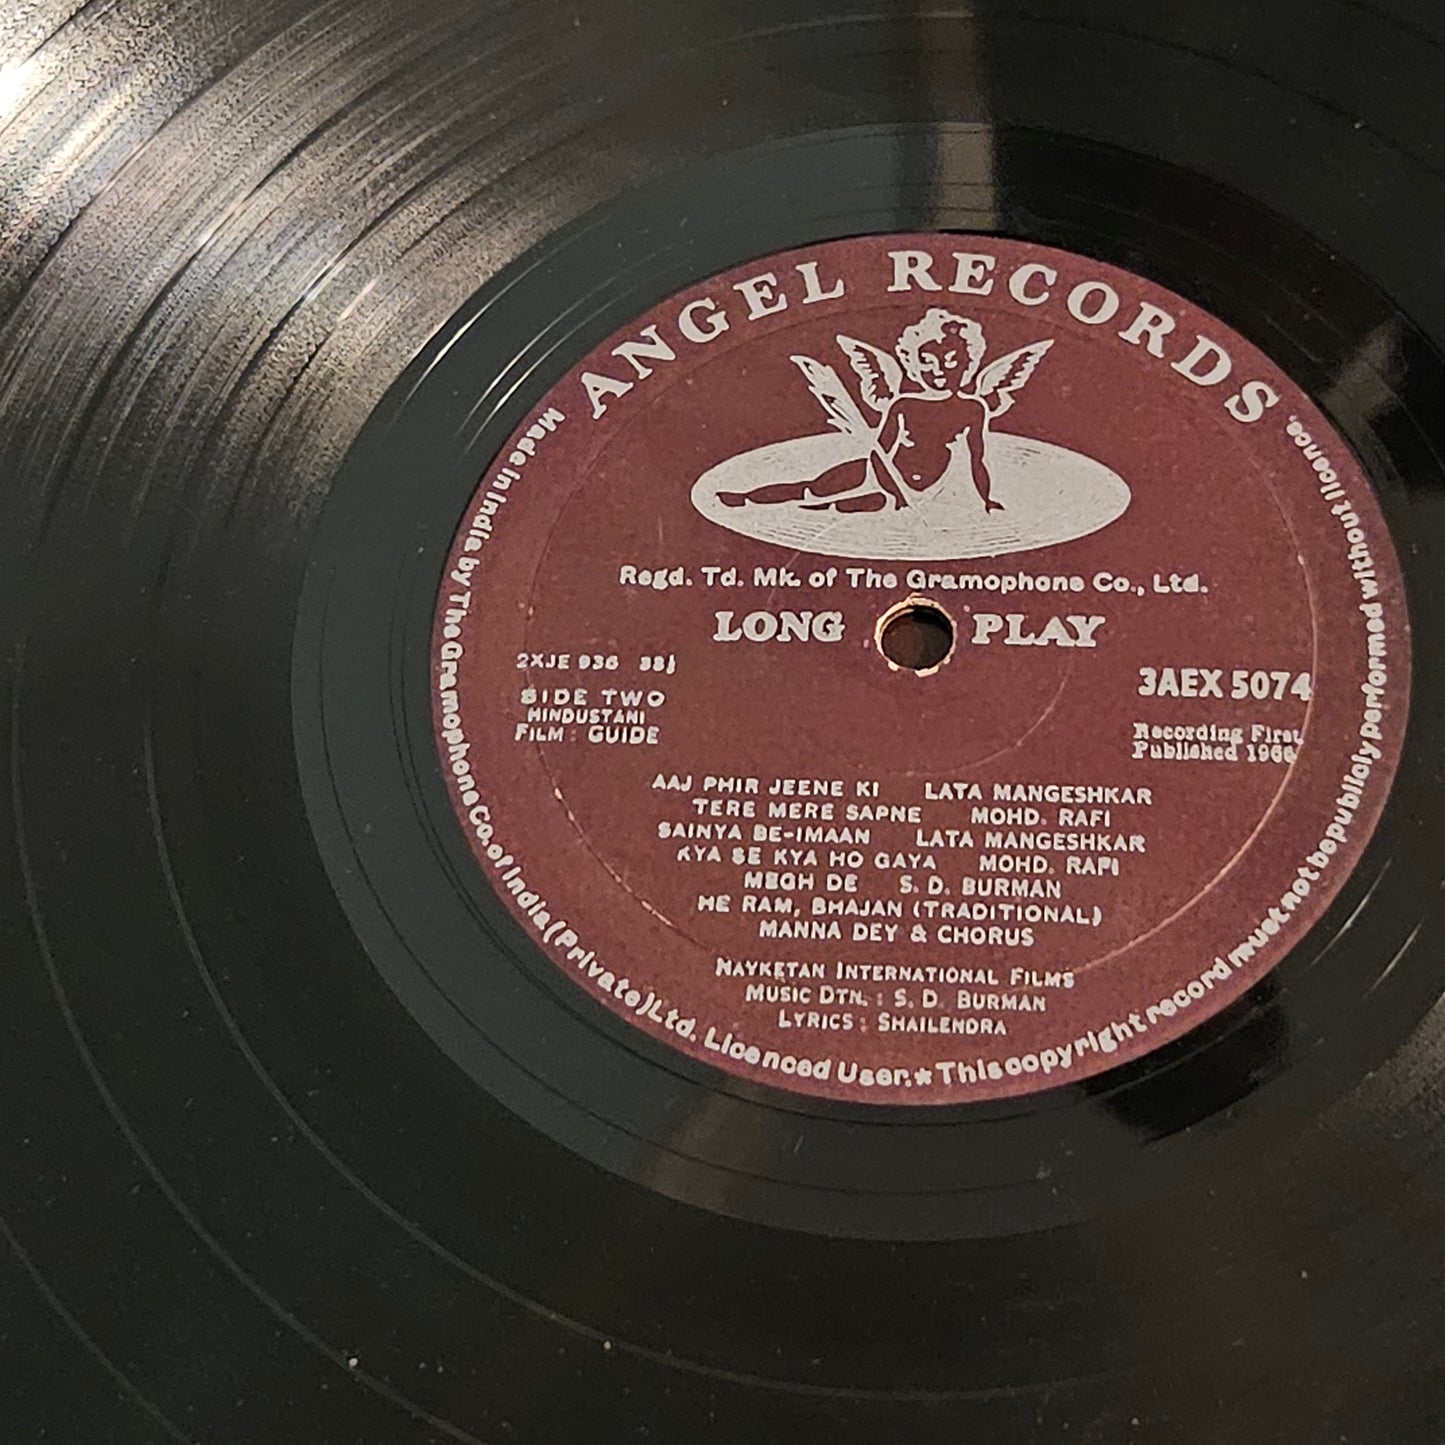 ANGEL RECORDS
Regd. Td. Mk. of The Gramophone Co., Ltd.
LONG PLAY
2XJE 936 33⅓
SIDE TWO
HINDUSTANI
FILM : GUIDE
3AEX 5074
Recording First
Published
AAJ PHIR JEENE KI LATA MANGESHKAR
TERE MERE SAPNE MOHD. RAFI
SAINYA BE-IMAAN LATA MANGESHKAR
KYA SE KYA HO GAYA MOHD. RAFI
MEGH DE S. D. BURMAN
HE RAM, BHAJAN (TRADITIONAL)
MANNA DEY & CHORUS
NAVKETAN INTERNATIONAL FILMS
MUSIC DTN. : S. D. BURMAN
LYRICS : SHAILENDRA
Made in India by The Gramophone Co. of India (Private) Ltd. Licenced User. ★ This copyright record must not be publicly performed without licence.